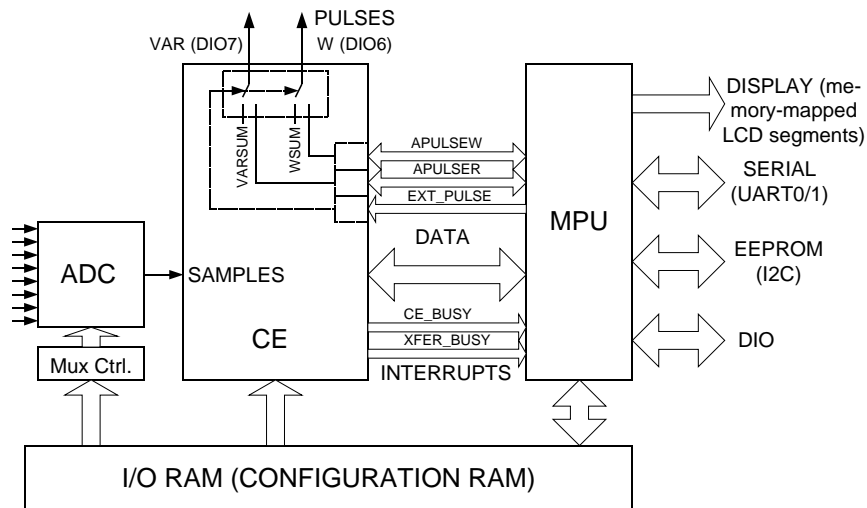 PULSES
VAR (DIO7)
W (DIO6)
VARSUM
WSUM
APULSEW
APULSER
EXT_PULSE
DATA
CE_BUSY
XFER_BUSY
INTERRUPTS
ADC
SAMPLES
CE
Mux Ctrl.
MPU
DISPLAY (me-
mory-mapped
LCD segments)
SERIAL
(UART0/1)
EEPROM
(I2C)
DIO
I/O RAM (CONFIGURATION RAM)